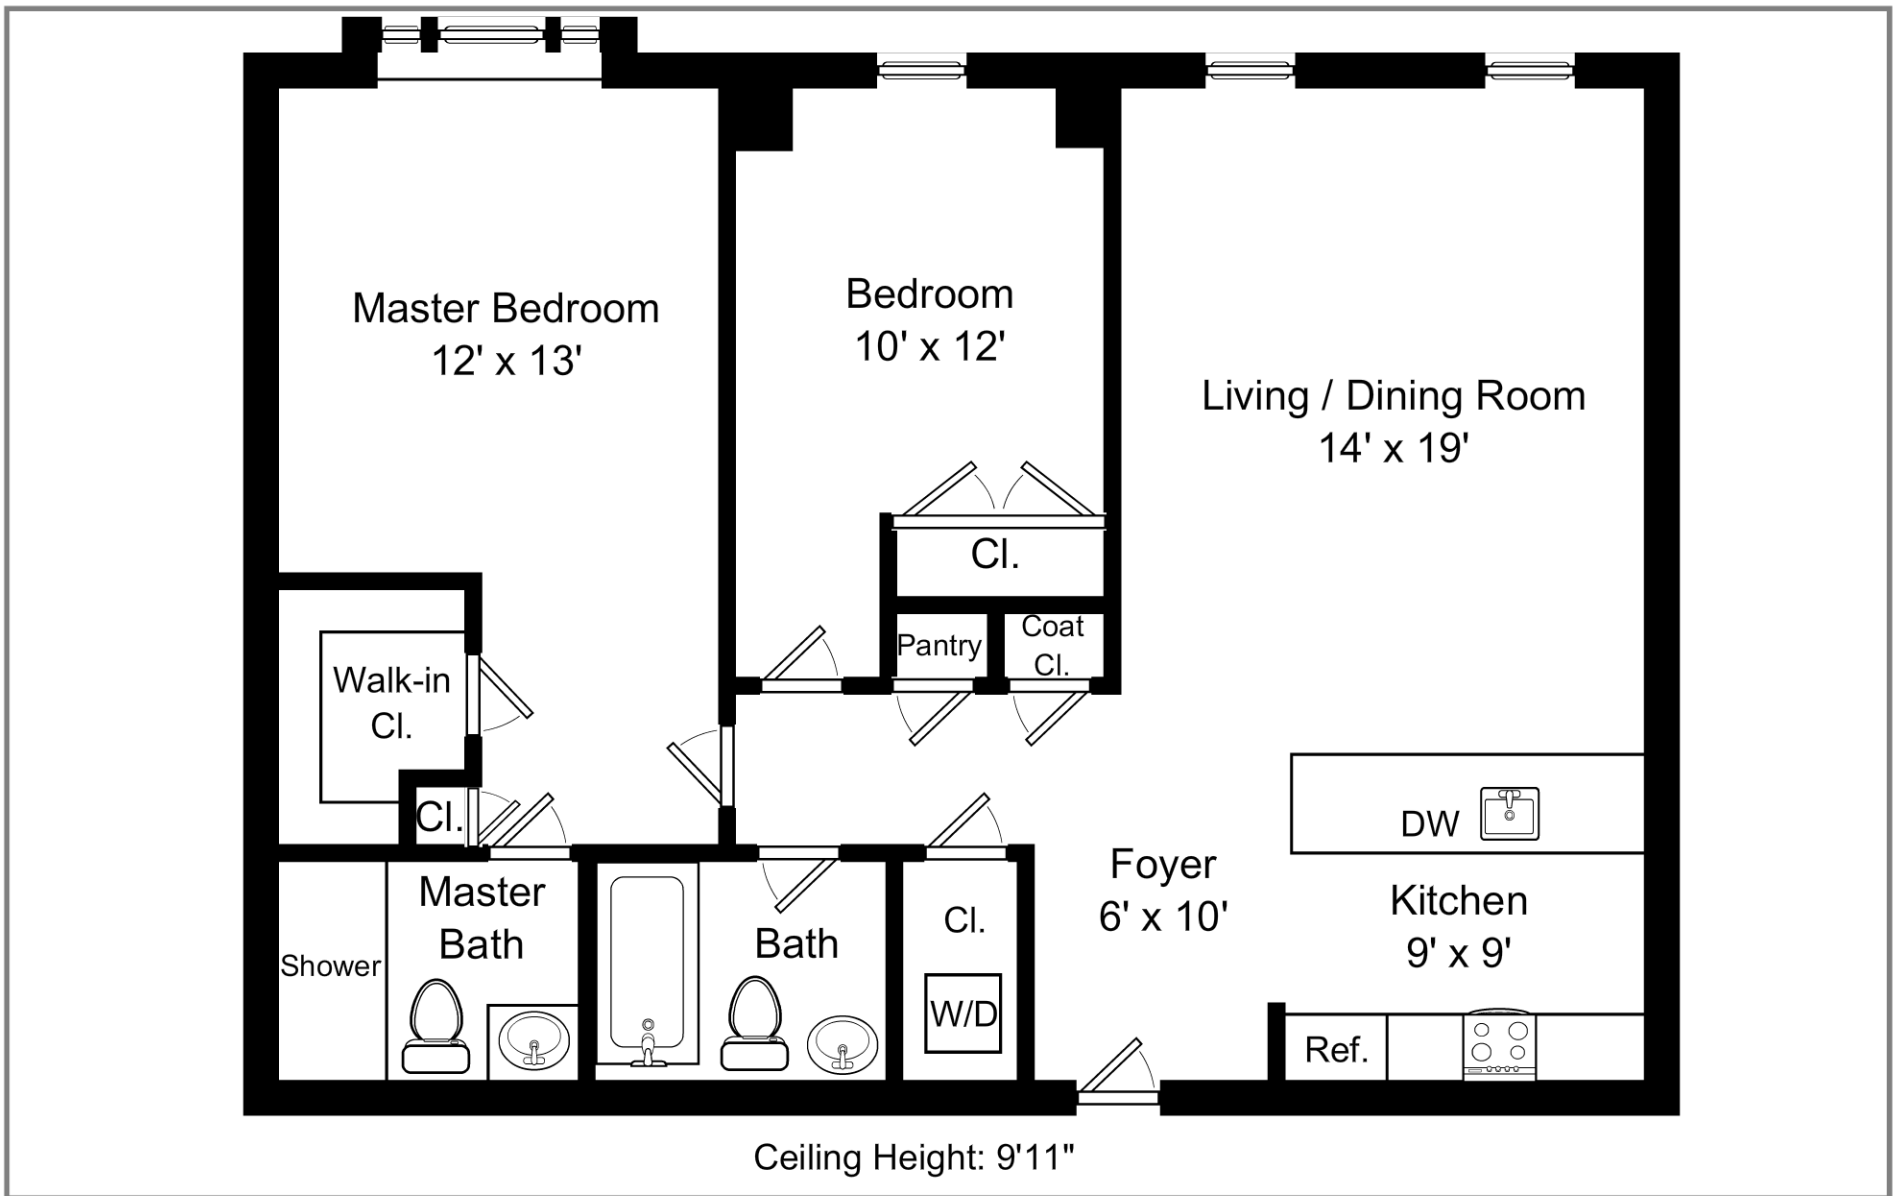 Master Bedroom
12' x 13'
Bedroom
10' x 12'
Living / Dining Room
14' x 19'
Cl.
Pantry
Coat
Cl.
Walk-in
Cl.
Cl.
DW
Master
Bath
Shower
Bath
Cl.
W/D
Foyer
6' x 10'
Kitchen
9' x 9'
Ref.
Ceiling Height: 9'11"